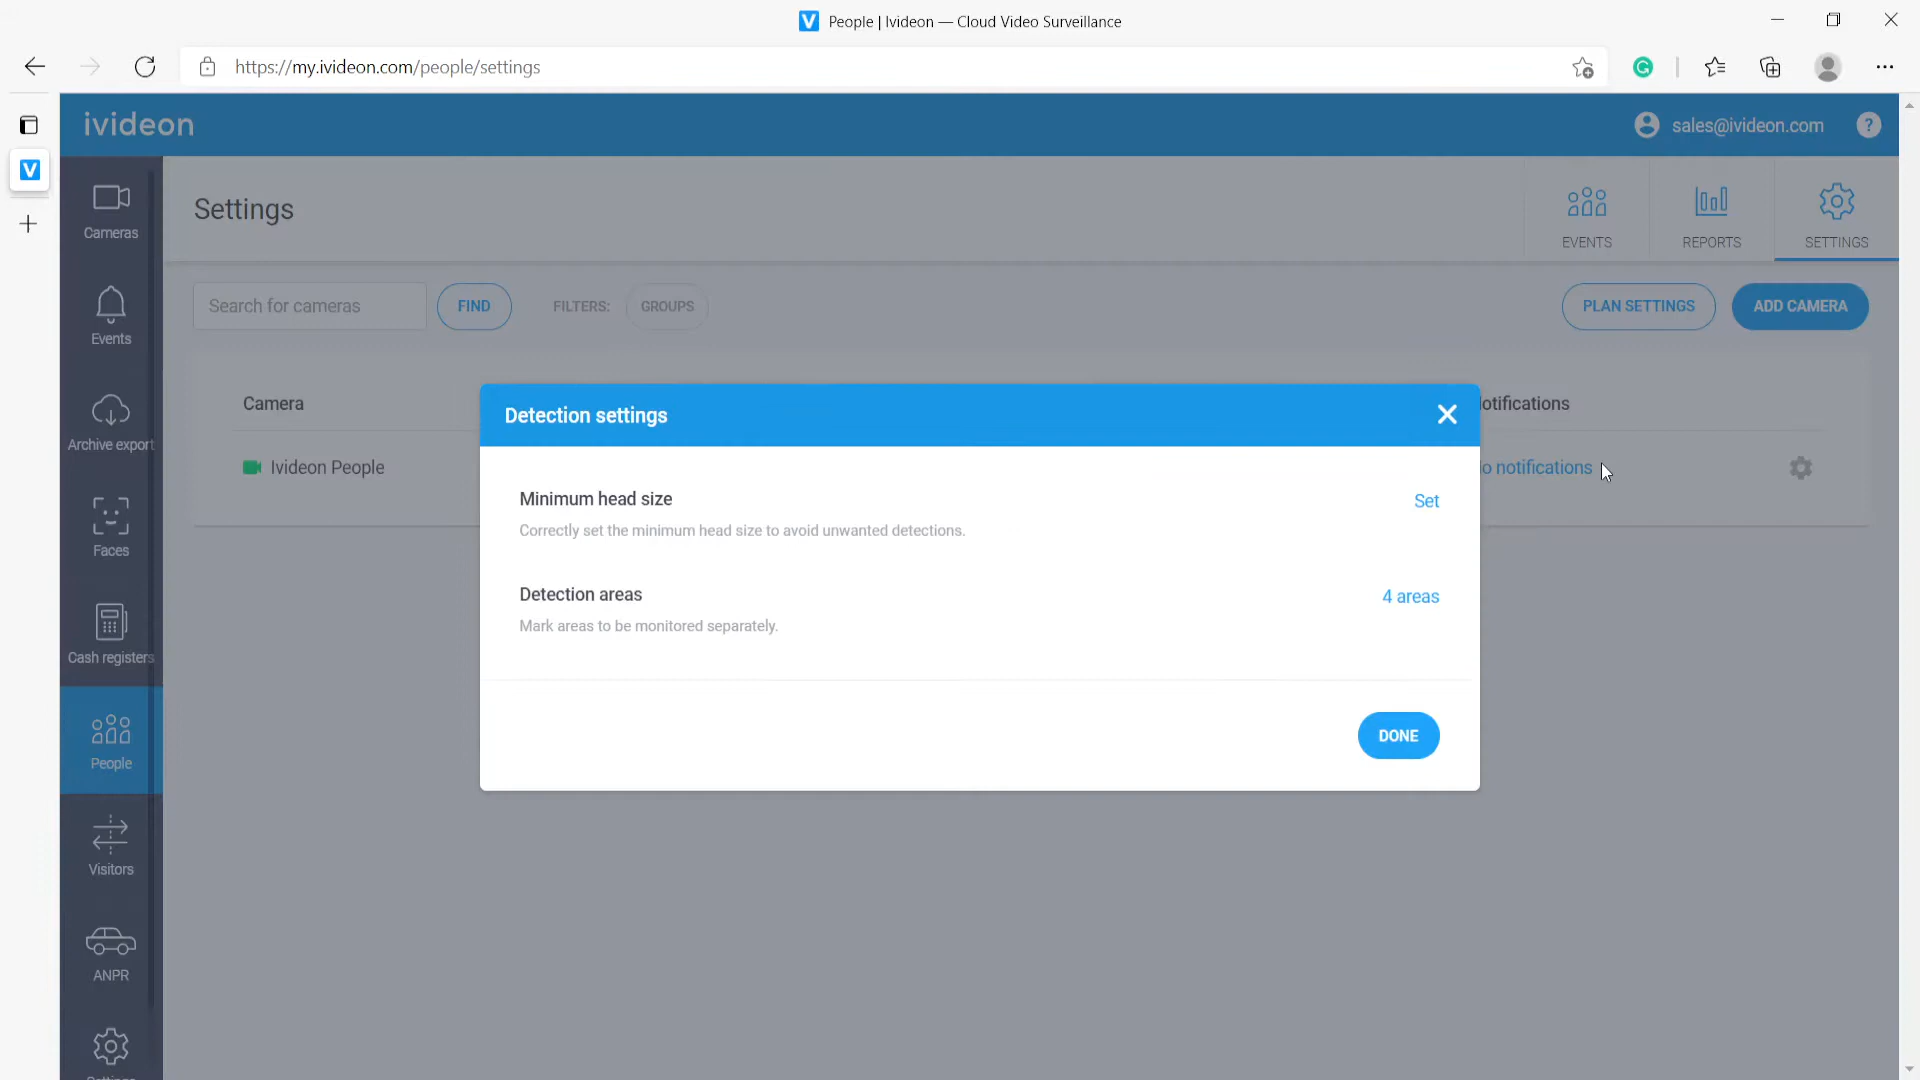 People | Ivideon — Cloud Video Surveillance
https://my.ivideon.com/people/settings
ivideon
sales@ivideon.com
Cameras
Events
Archive export
Faces
Cash registers
People
Visitors
ANPR
Settings
EVENTS
REPORTS
SETTINGS
Search for cameras
FIND
FILTERS:
GROUPS
PLAN SETTINGS
ADD CAMERA
Camera
otifications
Ivideon People
o notifications
Detection settings
Minimum head size
Set
Correctly set the minimum head size to avoid unwanted detections.
Detection areas
4 areas
Mark areas to be monitored separately.
DONE